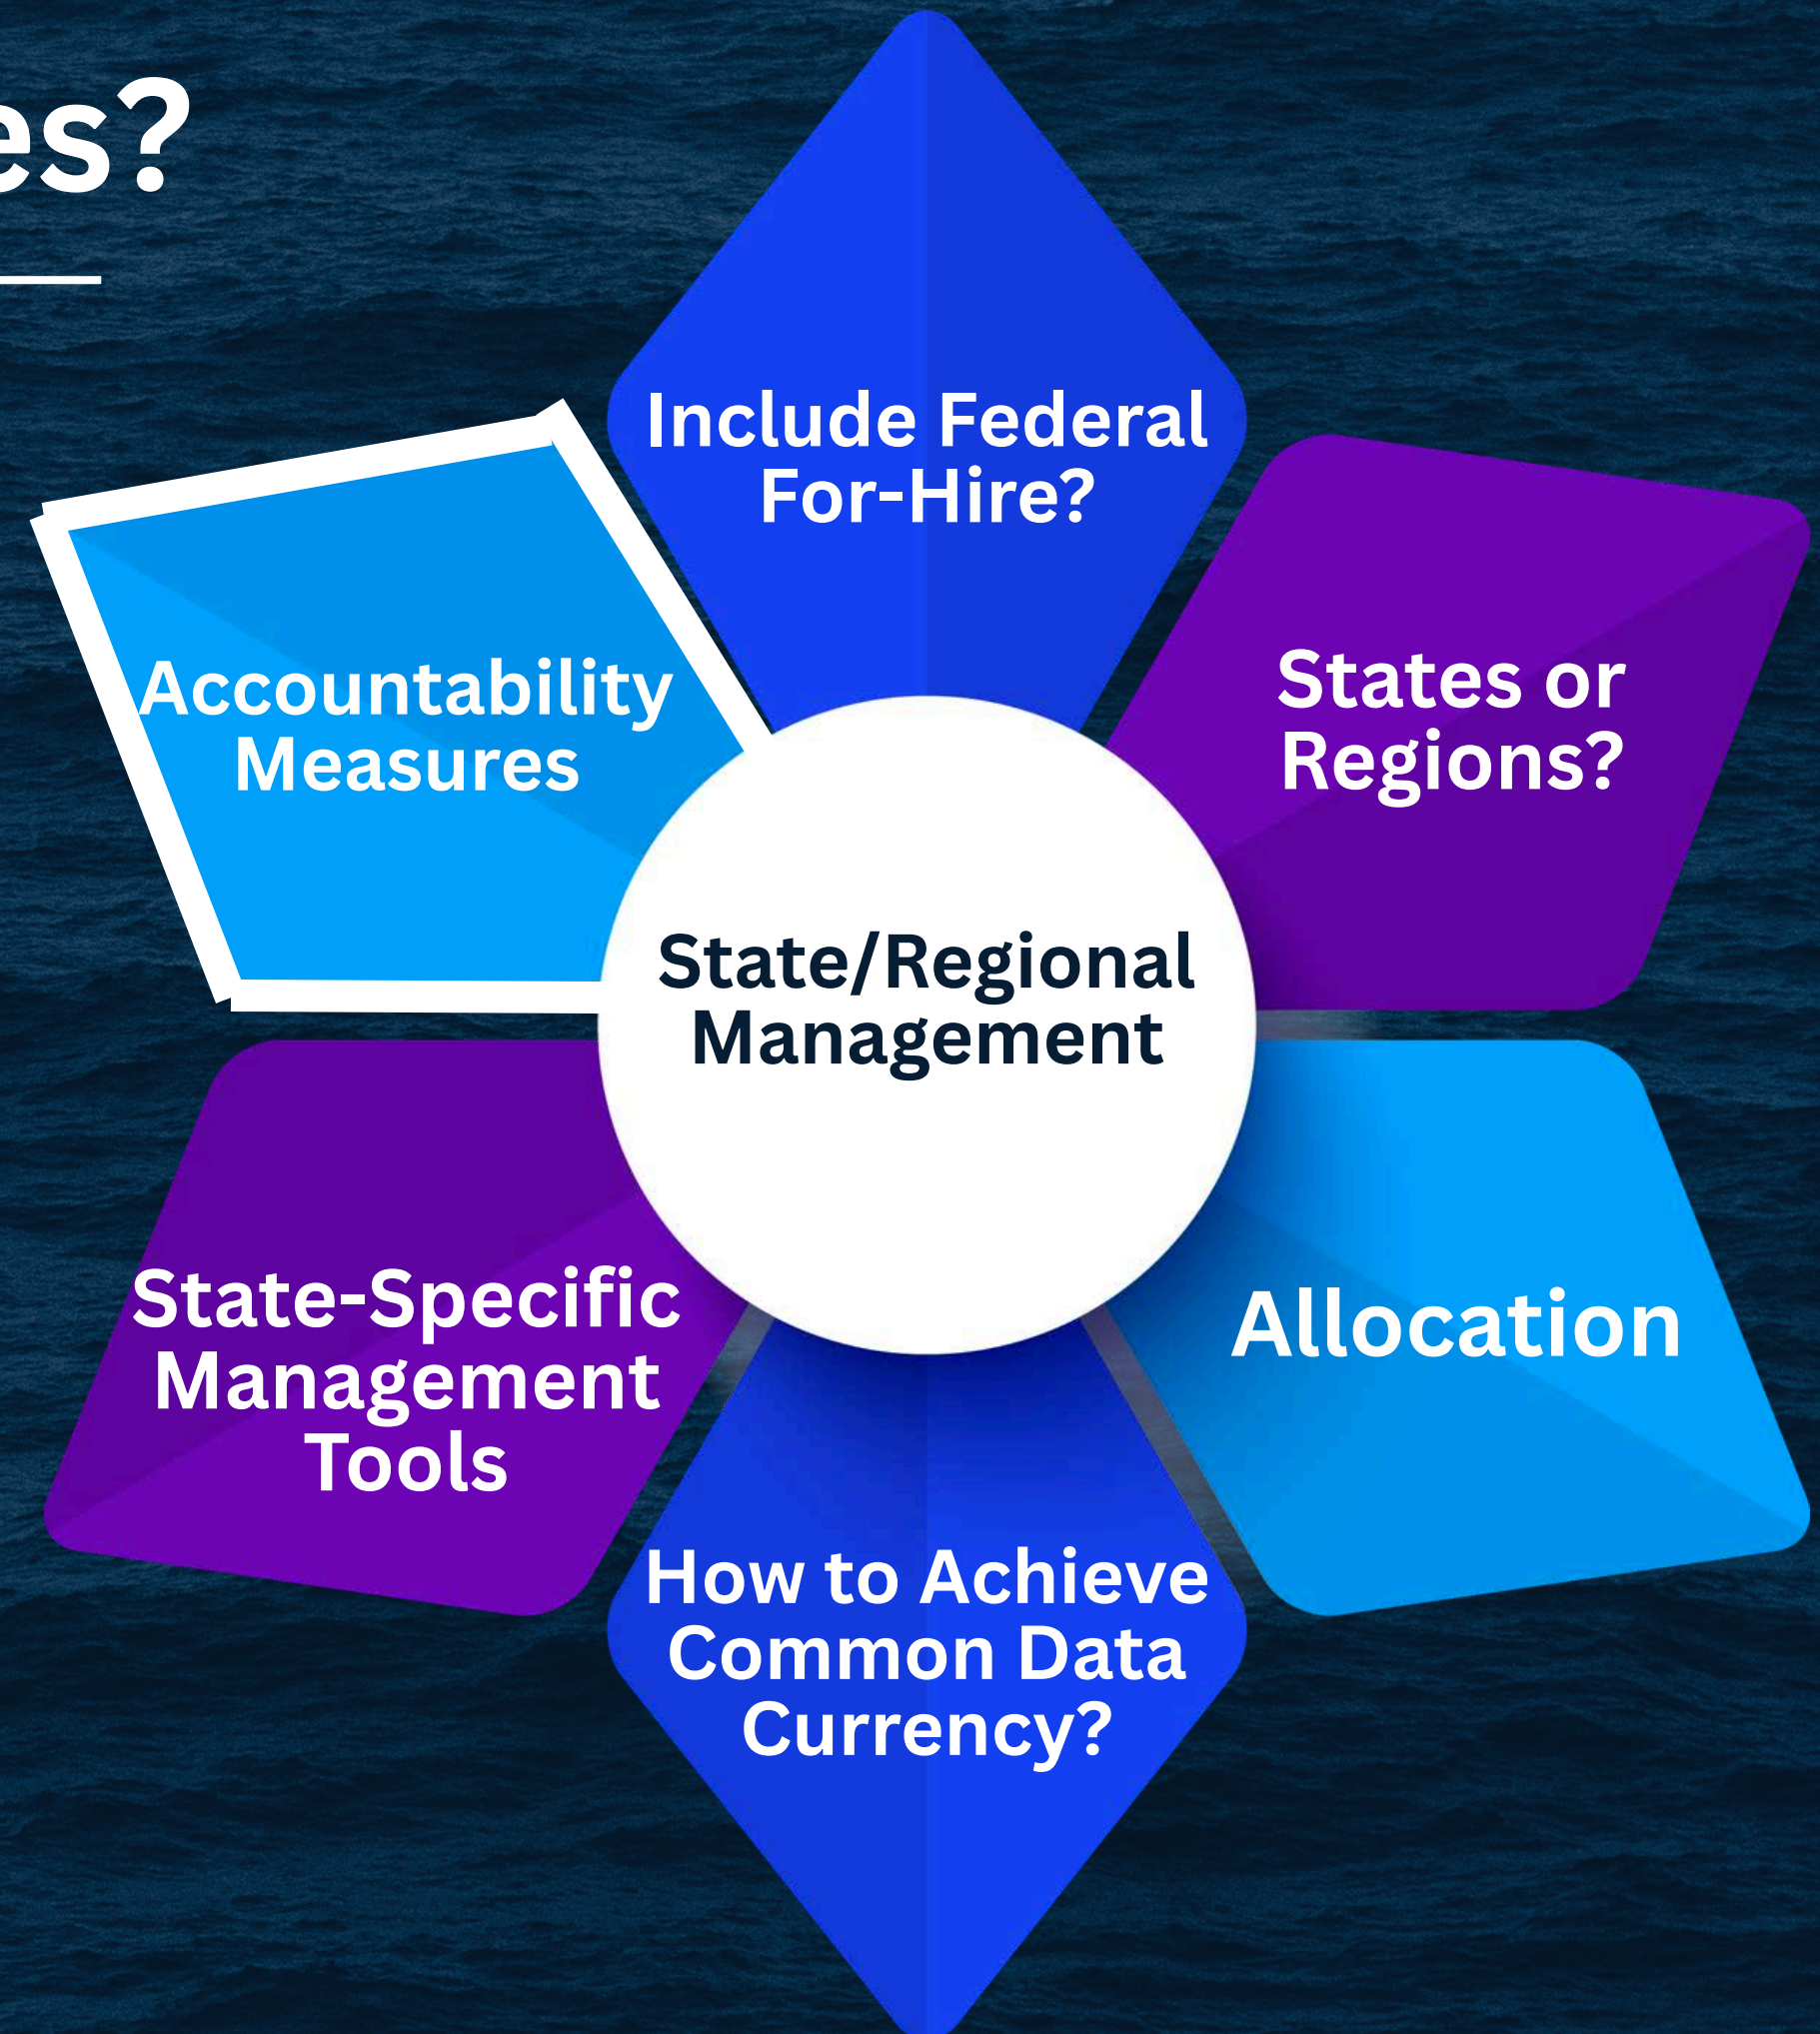 es?
Include Federal
For-Hire?
States or
Regions?
Accountability
Measures
State/Regional
Management
State-Specific
Management
Tools
Allocation
How to Achieve
Common Data
Currency?